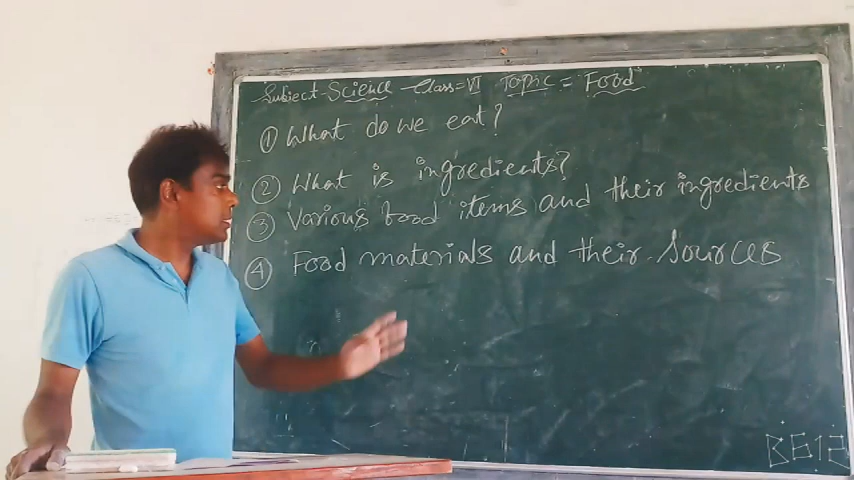 Subject-Science Class=VI Topic = Food
① What do we eat?
② What is ingredients?
③ Various food items and their ingredients
④ Food materials and their Sources
B612